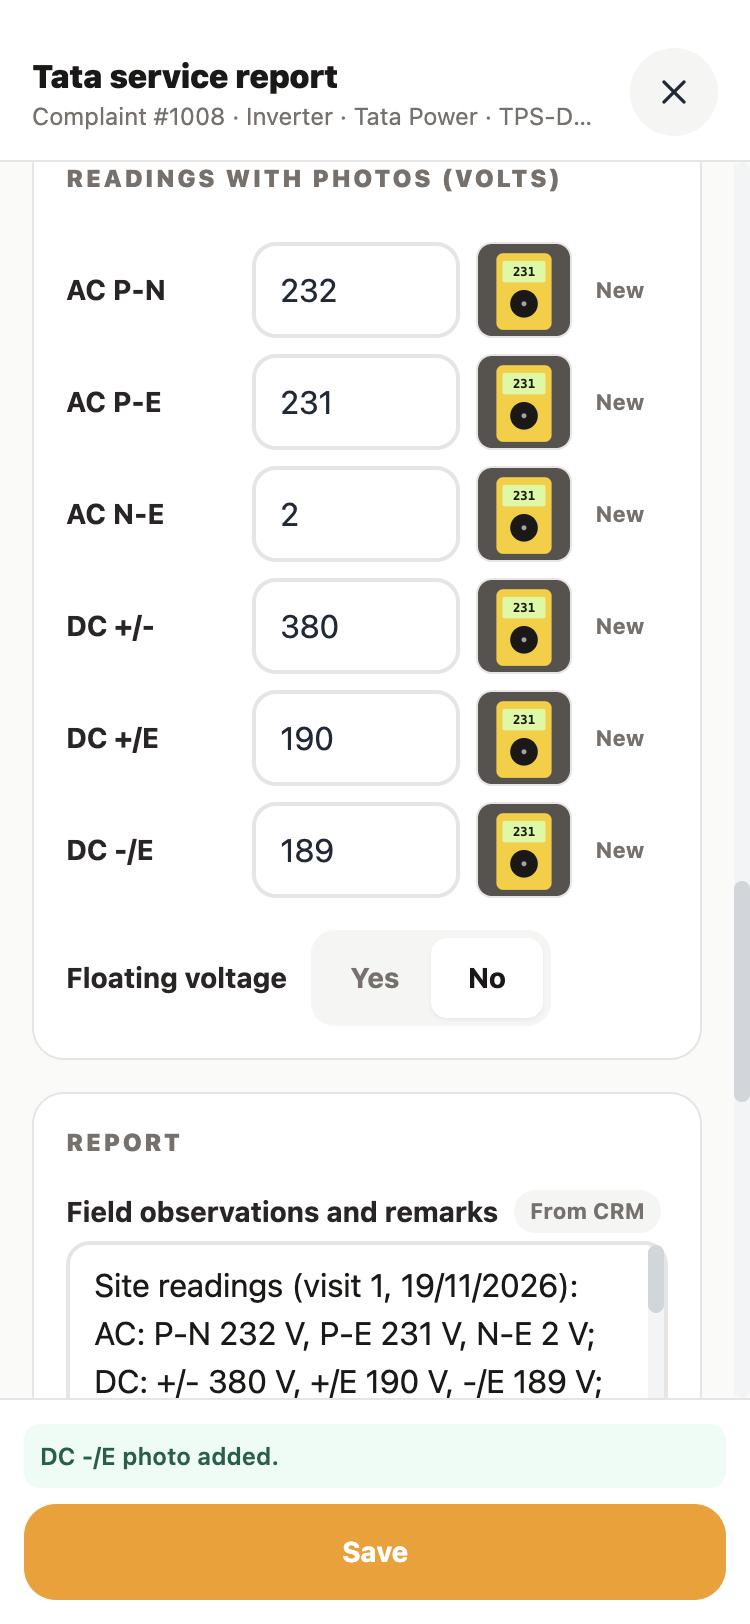 Tata service report
Complaint #1008 · Inverter · Tata Power · TPS-D...
READINGS WITH PHOTOS (VOLTS)
AC P-N 232 231 New
AC P-E 231 231 New
AC N-E 2 231 New
DC +/- 380 231 New
DC +/E 190 231 New
DC -/E 189 231 New
Floating voltage Yes No
REPORT
Field observations and remarks From CRM
Site readings (visit 1, 19/11/2026):
AC: P-N 232 V, P-E 231 V, N-E 2 V;
DC: +/- 380 V, +/E 190 V, -/E 189 V;
DC -/E photo added.
Save